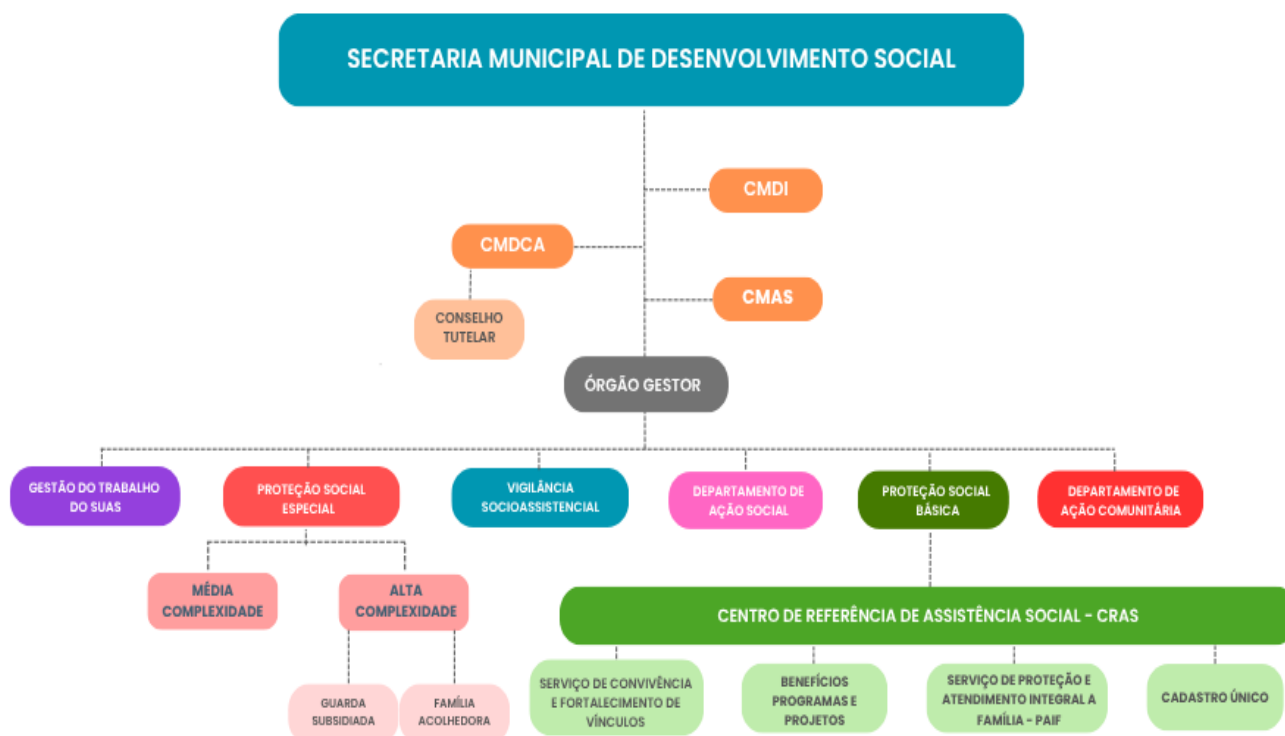 SECRETARIA MUNICIPAL DE DESENVOLVIMENTO SOCIAL
CMDI
CMDCA
CMAS
CONSELHO
TUTELAR
ÓRGÃO GESTOR
GESTÃO DO TRABALHO
DO SUAS
PROTEÇÃO SOCIAL
ESPECIAL
VIGILÂNCIA
SOCIOASSISTENCIAL
DEPARTAMENTO DE
AÇÃO SOCIAL
PROTEÇÃO SOCIAL
BÁSICA
DEPARTAMENTO DE
AÇÃO COMUNITÁRIA
MÉDIA
COMPLEXIDADE
ALTA
COMPLEXIDADE
CENTRO DE REFERÊNCIA DE ASSISTÊNCIA SOCIAL - CRAS
GUARDA
SUBSIDIADA
FAMÍLIA
ACOLHEDORA
SERVIÇO DE CONVIVÊNCIA
E FORTALECIMENTO DE
VÍNCULOS
BENEFÍCIOS
PROGRAMAS E
PROJETOS
SERVIÇO DE PROTEÇÃO E
ATENDIMENTO INTEGRAL A
FAMÍLIA - PAIF
CADASTRO ÚNICO